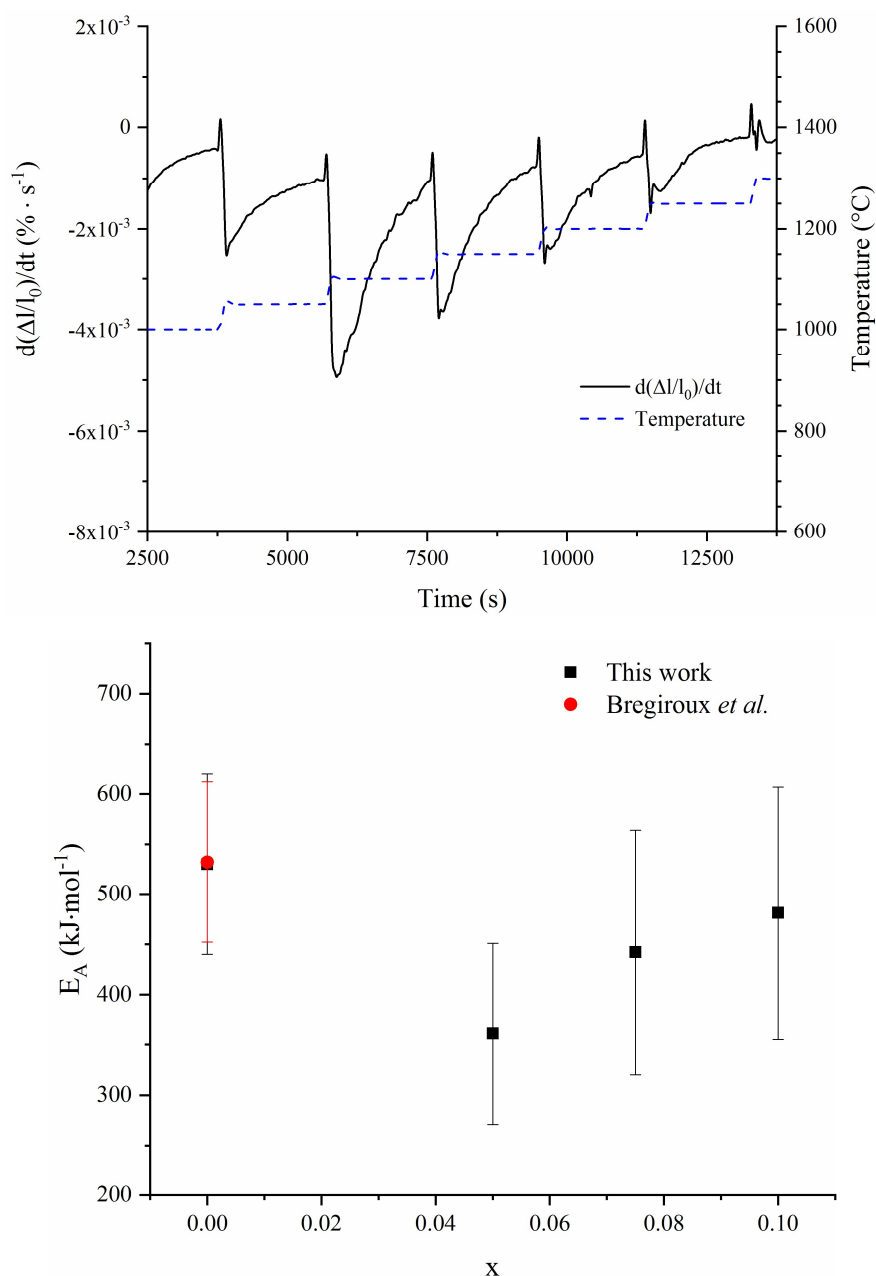 2x10⁻³
0
-2x10⁻³
-4x10⁻³
-6x10⁻³
-8x10⁻³
d(Δl/l₀)/dt (% · s⁻¹)
1600
1400
1200
1000
800
600
Temperature (°C)
d(Δl/l₀)/dt
Temperature
2500 5000 7500 10000 12500
Time (s)
This work
Bregiroux et al.
700
600
500
400
300
200
E_A (kJ·mol⁻¹)
0.00 0.02 0.04 0.06 0.08 0.10
x